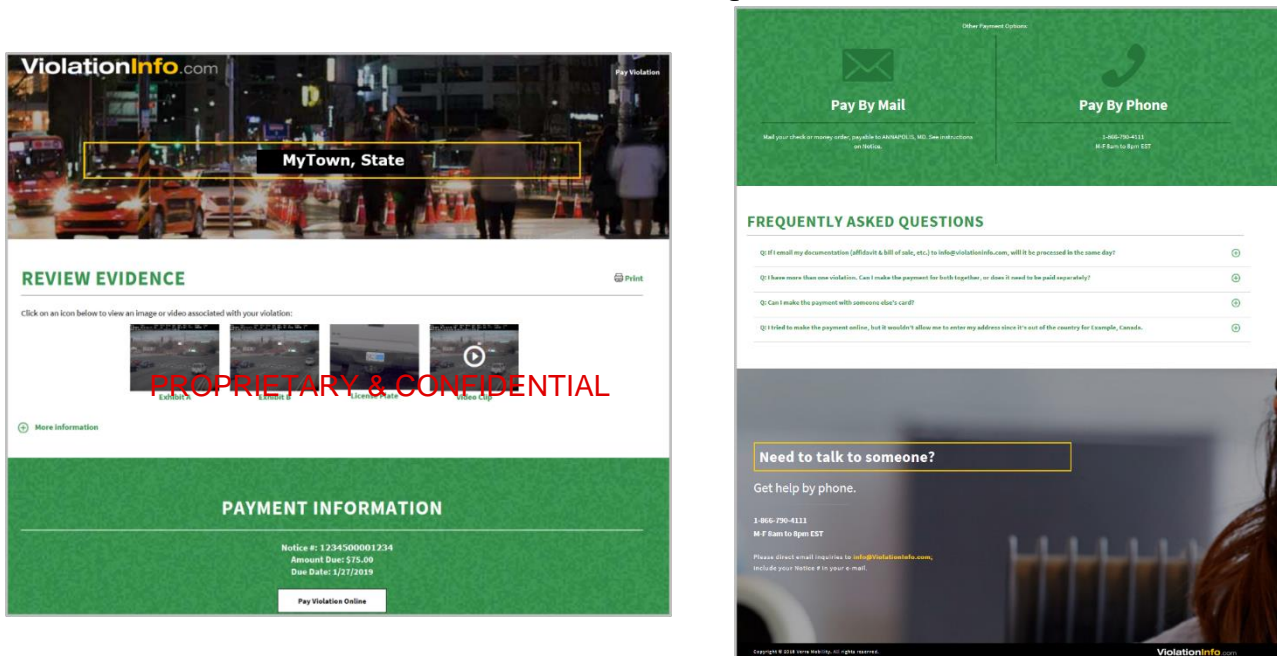 ViolationInfo.com
Pay Violation
MyTown, State
REVIEW EVIDENCE
Print
Click on an icon below to view an image or video associated with your violation:
PROPRIETARY & CONFIDENTIAL
Exhibit A
Exhibit B
License Plate
Video Clip
More information
PAYMENT INFORMATION
Notice #: 1234500001234
Amount Due: $75.00
Due Date: 1/27/2019
Pay Violation Online
Other Payment Options
Pay By Mail
Mail your check or money order, payable to ANNAPOLIS, MD. See instructions
on Notice.
Pay By Phone
1-866-790-4111
M-F 8am to 8pm EST
FREQUENTLY ASKED QUESTIONS
Q: If I email my documentation (affidavit & bill of sale, etc.) to info@violationinfo.com, will it be processed in the same day?
Q: I have more than one violation. Can I make the payment for both together, or does it need to be paid separately?
Q: Can I make the payment with someone else's card?
Q: I tried to make the payment online, but it wouldn't allow me to enter my address since it's out of the country for Example, Canada.
Need to talk to someone?
Get help by phone.
1-866-790-4111
M-F 8am to 8pm EST
Please direct email inquiries to info@ViolationInfo.com,
include your Notice # in your e-mail.
Copyright © 2018 Verra Mobility. All rights reserved.
ViolationInfo.com